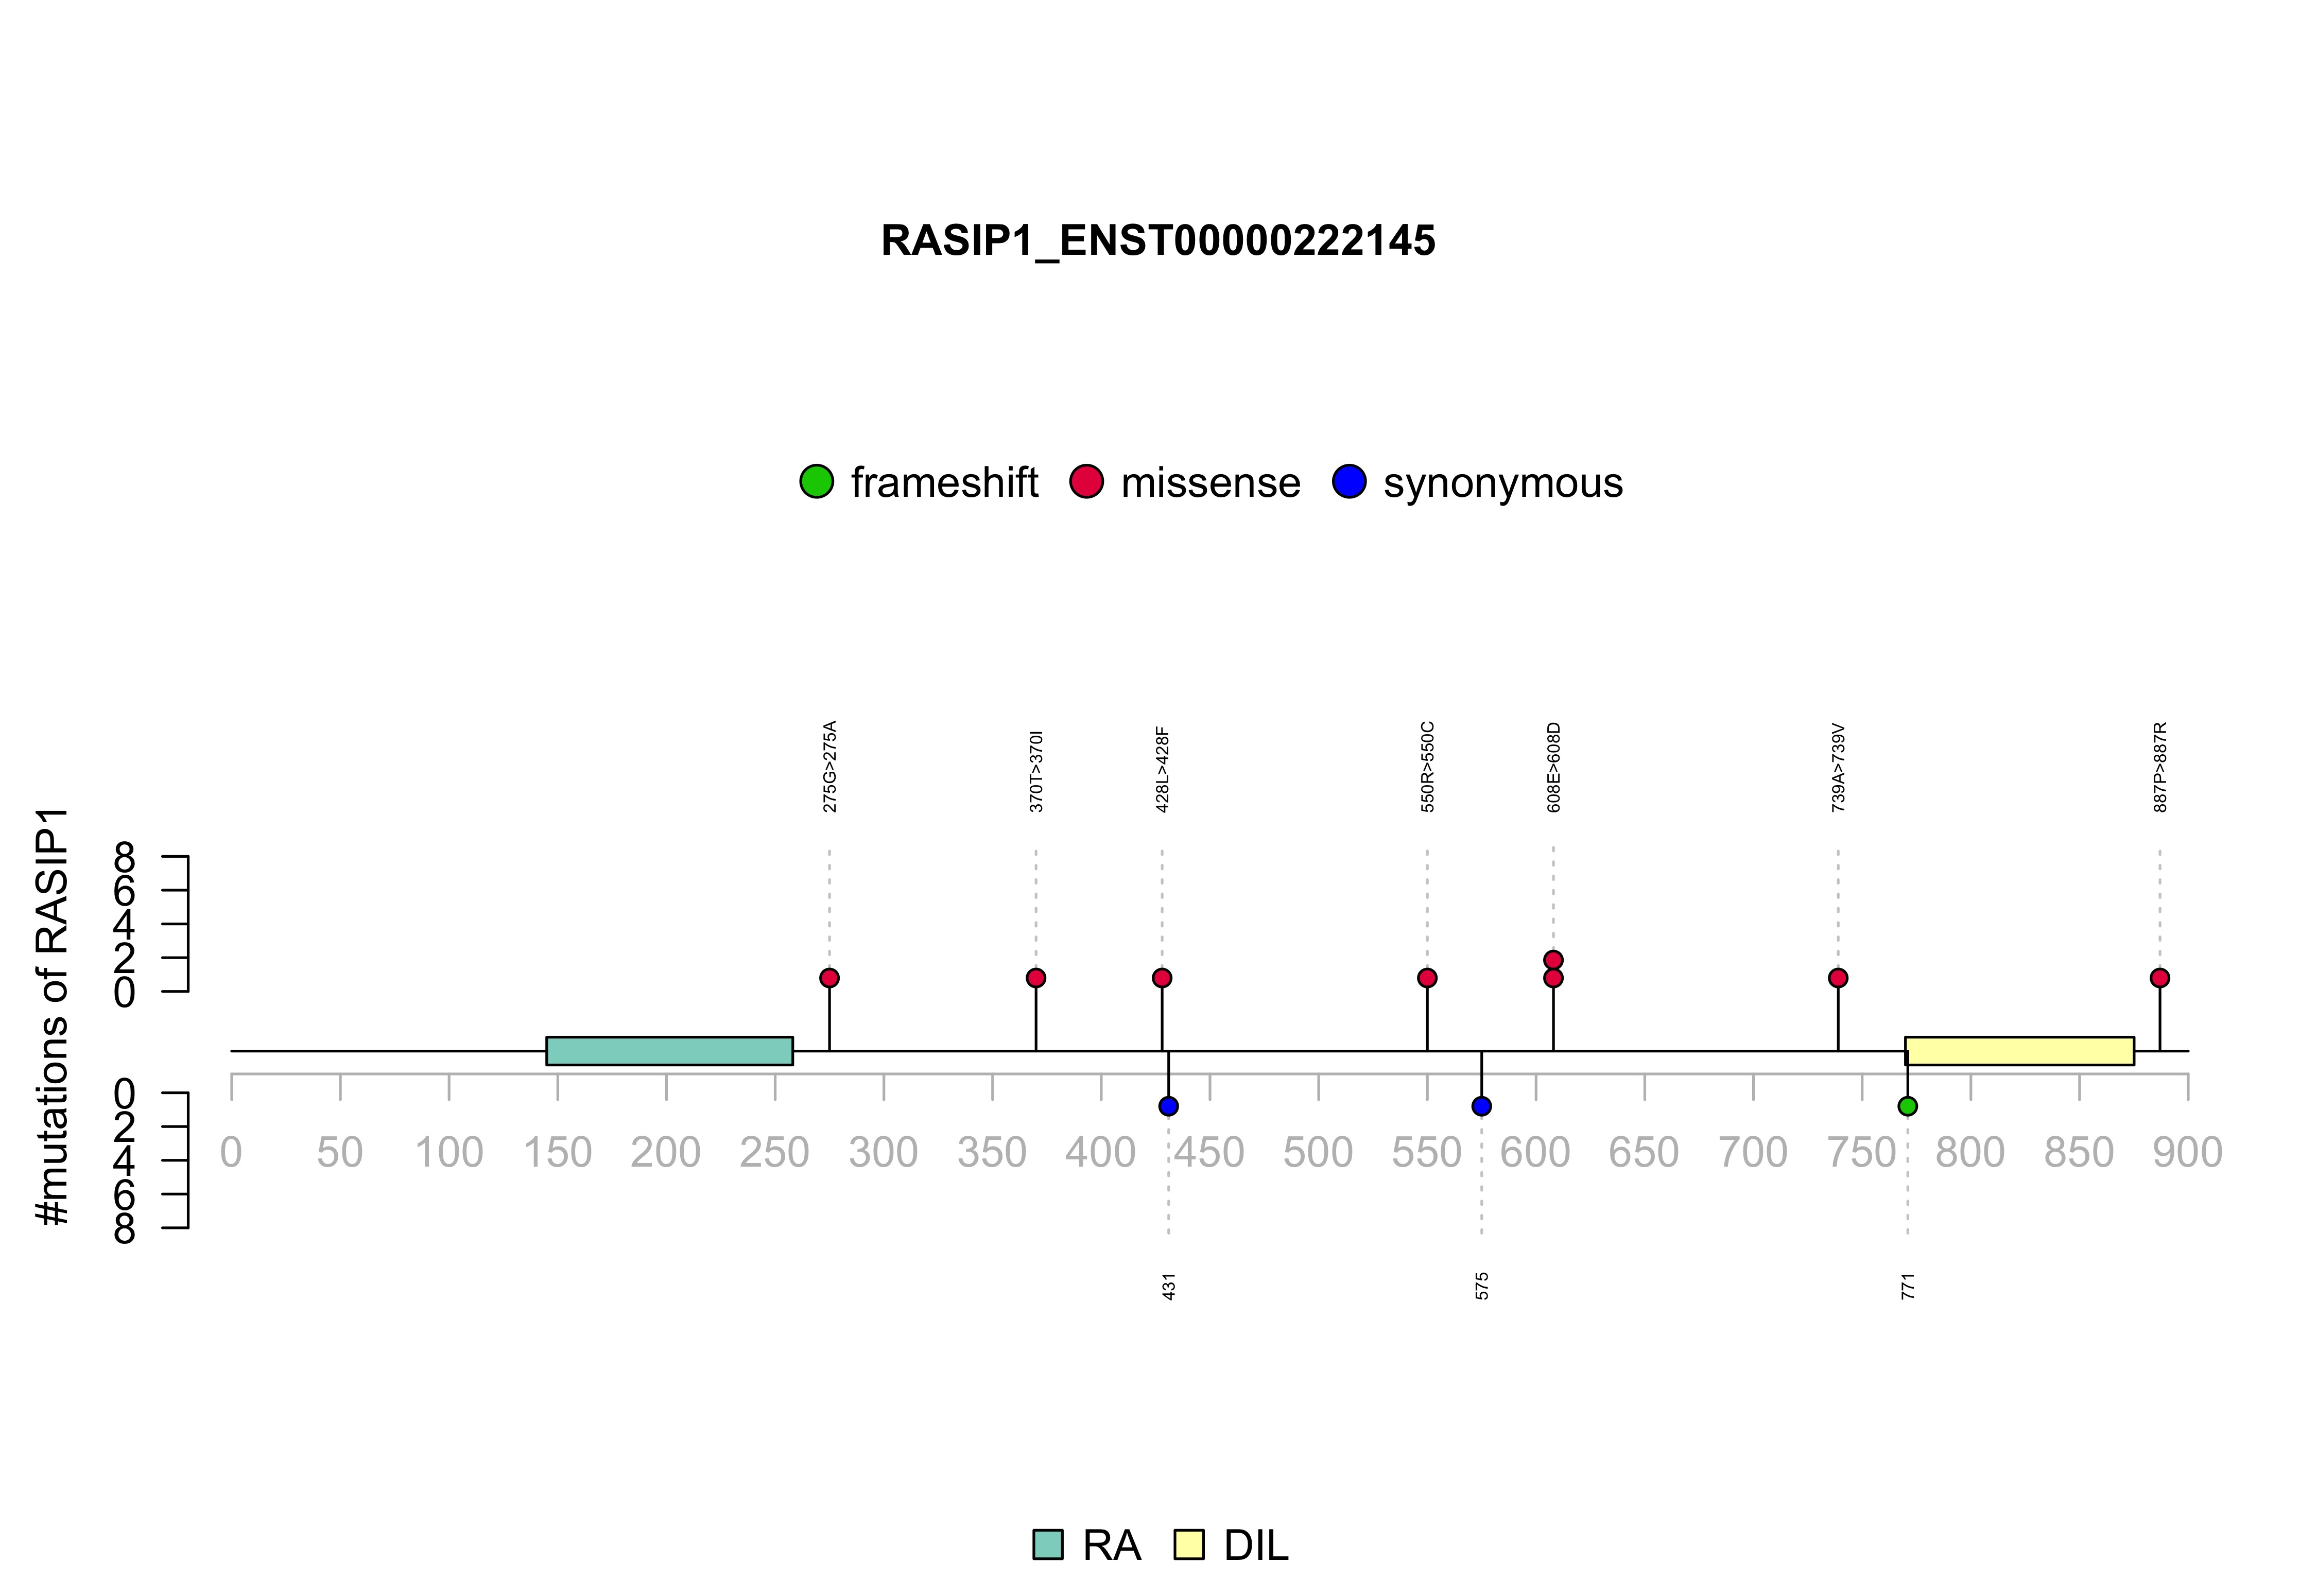 RASIP1_ENST00000222145
frameshift missense synonymous
275G>275A 370T>370I 428L>428F 550R>550C 608E>608D 739A>739V 887P>887R
#mutations of RASIP1
8
6
4
2
0
0
2
4
6
8
0 50 100 150 200 250 300 350 400 450 500 550 600 650 700 750 800 850 900
431 575 771
RA DIL